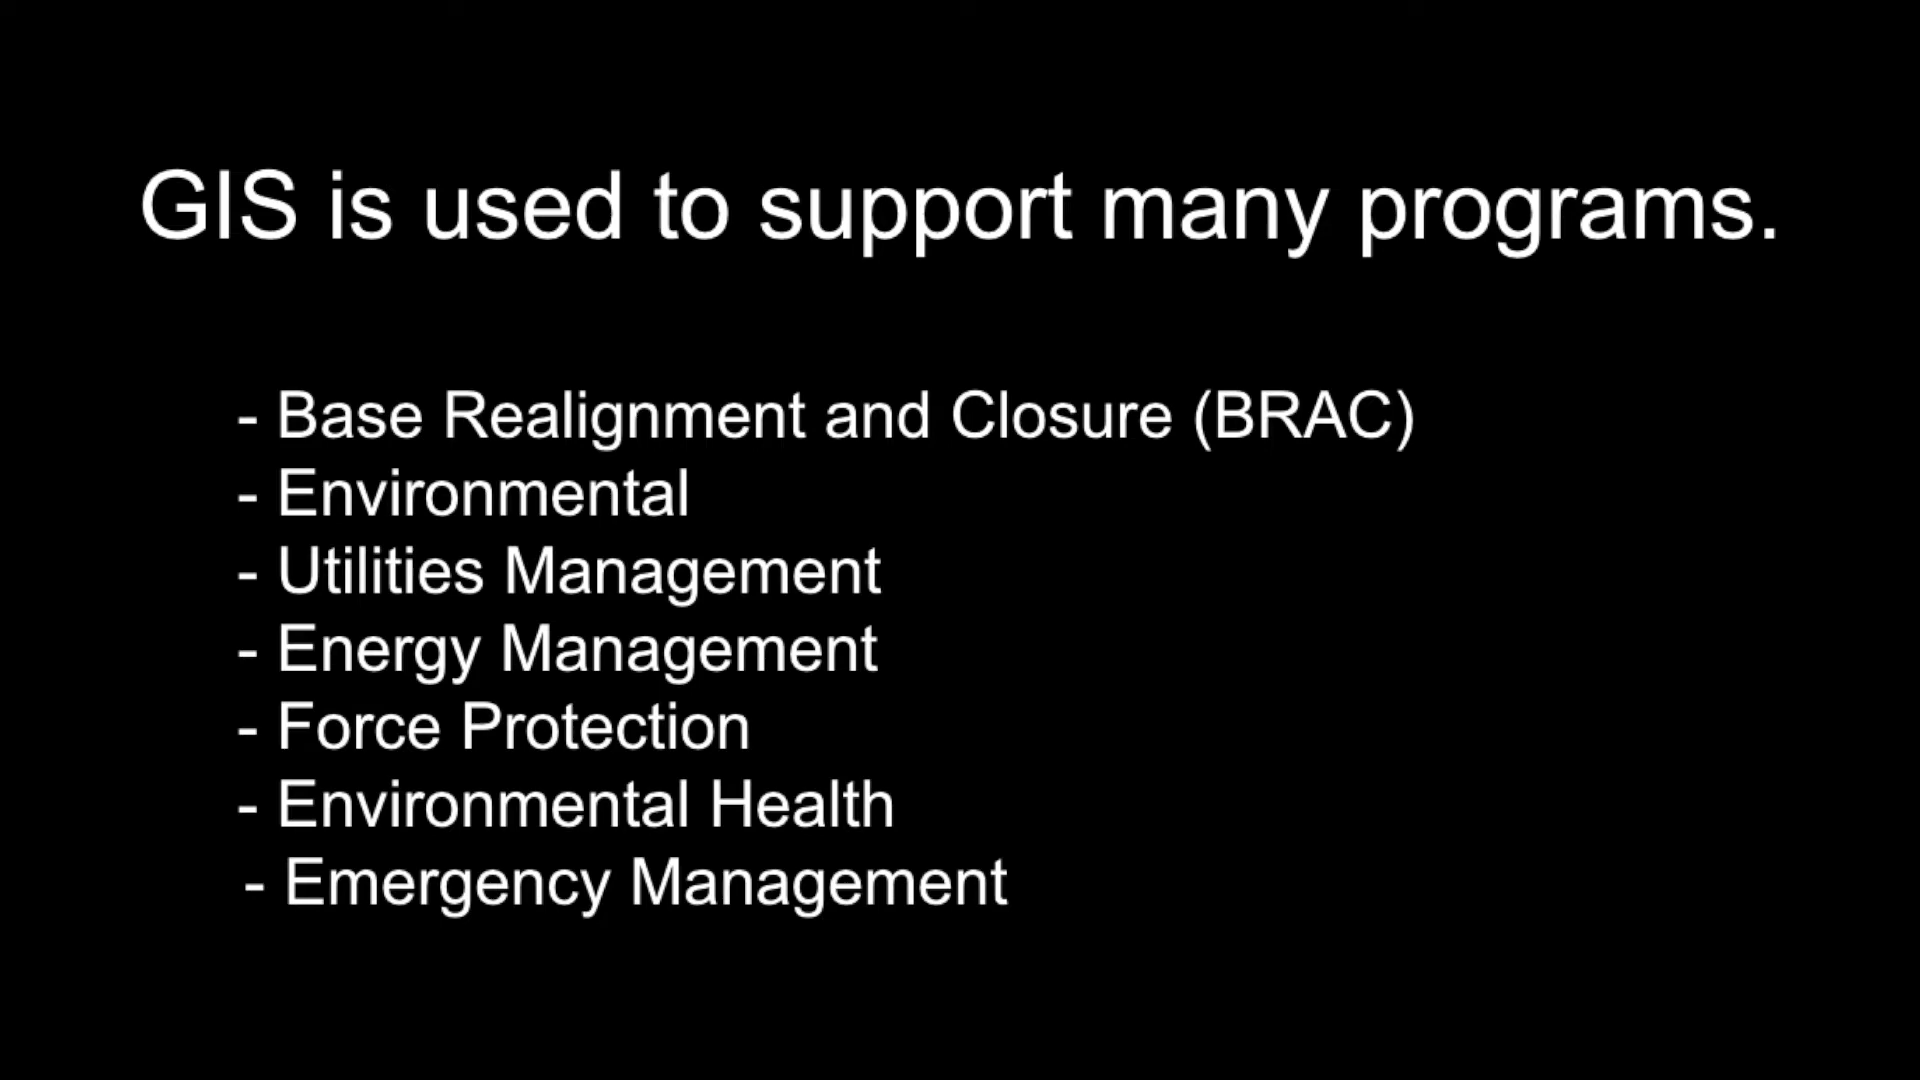 GIS is used to support many programs.
- Base Realignment and Closure (BRAC)
- Environmental
- Utilities Management
- Energy Management
- Force Protection
- Environmental Health
- Emergency Management